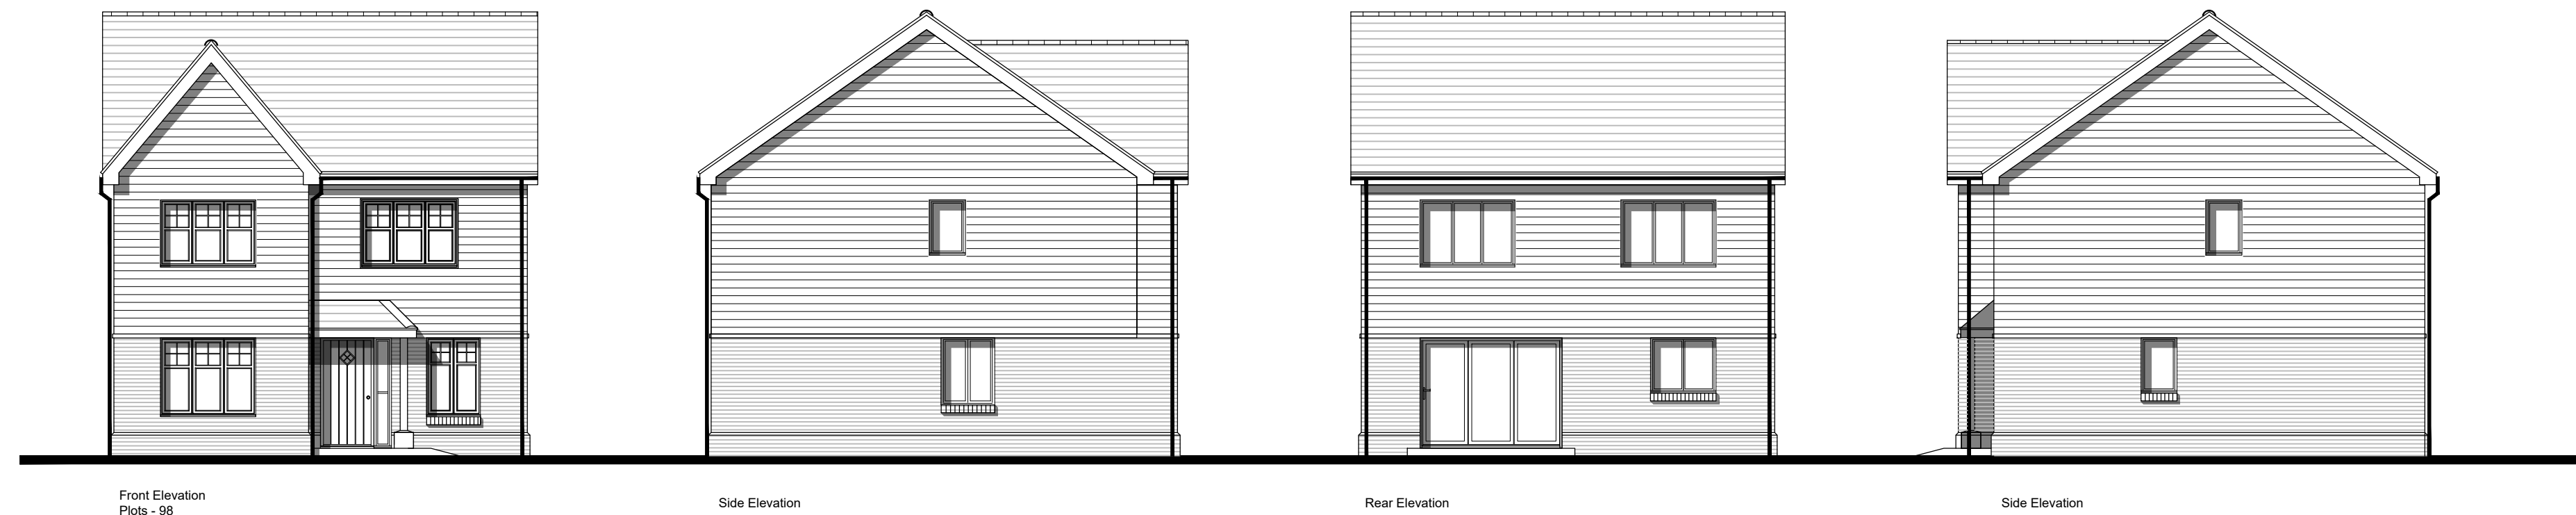 Front Elevation
Plots - 98
Side Elevation
Rear Elevation
Side Elevation